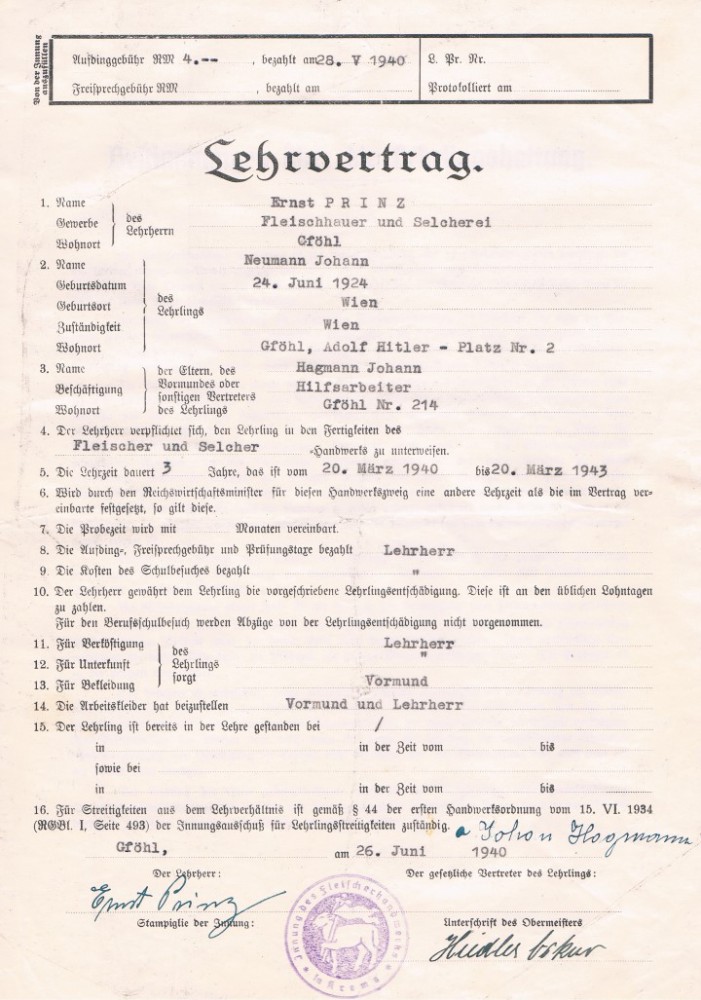 Von der Innung auszufüllen
Aufdinggebühr RM 4.-- , bezahlt am 28. V 1940 L. Pr. Nr.
Freisprechgebühr RM , bezahlt am Protokolliert am
Lehrvertrag.
1. Name Ernst P R I N Z
Gewerbe des Lehrherrn Fleischhauer und Selcherei
Wohnort Gföhl
2. Name Neumann Johann
Geburtsdatum 24. Juni 1924
Geburtsort des Lehrlings Wien
Zuständigkeit Wien
Wohnort Gföhl, Adolf Hitler - Platz Nr. 2
3. Name der Eltern, des Hagmann Johann
Beschäftigung Vormundes oder sonstigen Vertreters Hilfsarbeiter
Wohnort des Lehrlings Gföhl Nr. 214
4. Der Lehrherr verpflichtet sich, den Lehrling in den Fertigkeiten des
Fleischer und Selcher -Handwerks zu unterweisen.
5. Die Lehrzeit dauert 3 Jahre, das ist vom 20. März 1940 bis 20. März 1943
6. Wird durch den Reichswirtschaftsminister für diesen Handwerkszweig eine andere Lehrzeit als die im Vertrag ver-
einbarte festgesetzt, so gilt diese.
7. Die Probezeit wird mit Monaten vereinbart.
8. Die Aufding-, Freisprechgebühr und Prüfungstaxe bezahlt Lehrherr
9. Die Kosten des Schulbesuches bezahlt "
10. Der Lehrherr gewährt dem Lehrling die vorgeschriebene Lehrlingsentschädigung. Diese ist an den üblichen Lohntagen
zu zahlen.
Für den Berufsschulbesuch werden Abzüge von der Lehrlingsentschädigung nicht vorgenommen.
11. Für Verköstigung des Lehrherr
12. Für Unterkunft Lehrlings "
13. Für Bekleidung sorgt Vormund
14. Die Arbeitskleider hat beizustellen Vormund und Lehrherr
15. Der Lehrling ist bereits in der Lehre gestanden bei /
in in der Zeit vom bis
sowie bei
in in der Zeit vom bis
16. Für Streitigkeiten aus dem Lehrverhältnis ist gemäß § 44 der ersten Handwerksordnung vom 15. VI. 1934
(RGBl. I, Seite 493) der Innungsausschuß für Lehrlingsstreitigkeiten zuständig.
Johan Hagmann
Gföhl, am 26. Juni 1940
Der Lehrherr: Der gesetzliche Vertreter des Lehrlings:
Ernst Prinz
Stampiglie der Innung: Unterschrift des Obermeisters
Innung des Fleischerhandwerks
in Krems